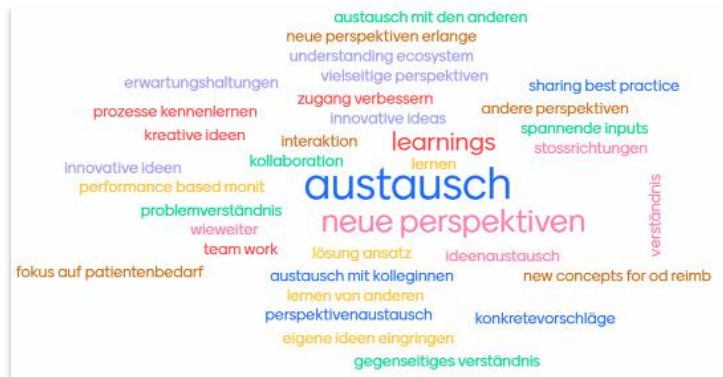 austausch mit den anderen
neue perspektiven erlange
understanding ecosystem
vielseitige perspektiven
erwartungshaltungen
sharing best practice
zugang verbessern
andere perspektiven
prozesse kennenlernen
innovative ideas
spannende inputs
kreative ideen
interaktion
learnings
stossrichtungen
kollaboration
lernen
innovative ideen
austausch
performance based monit
verständnis
problemverständnis
neue perspektiven
wieweiter
team work
lösung ansatz
ideenaustausch
fokus auf patientenbedarf
austausch mit kolleginnen
new concepts for od reimb
lernen von anderen
perspektivenaustausch
konkretevorschläge
eigene ideen eingringen
gegenseitiges verständnis